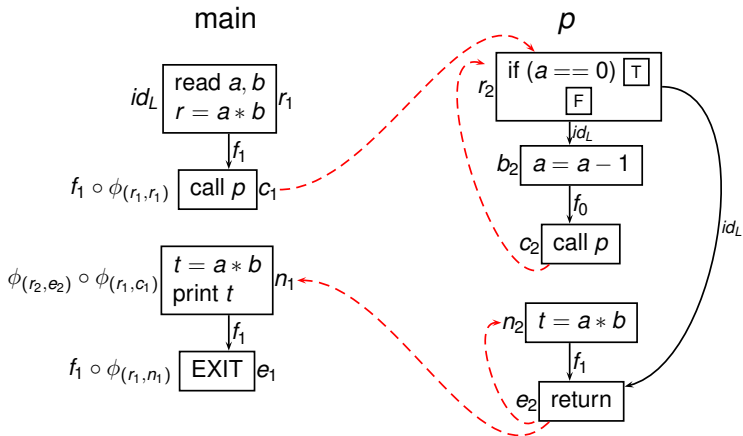 main
id_L
read a, b
r = a ∗ b
r_1
f_1
f_1 ∘ ϕ_(r_1,r_1)
call p
c_1
ϕ_(r_2,e_2) ∘ ϕ_(r_1,c_1)
t = a ∗ b
print t
n_1
f_1
f_1 ∘ ϕ_(r_1,n_1)
EXIT
e_1
p
r_2
if (a == 0) T
F
id_L
b_2
a = a − 1
f_0
c_2
call p
id_L
n_2
t = a ∗ b
f_1
e_2
return